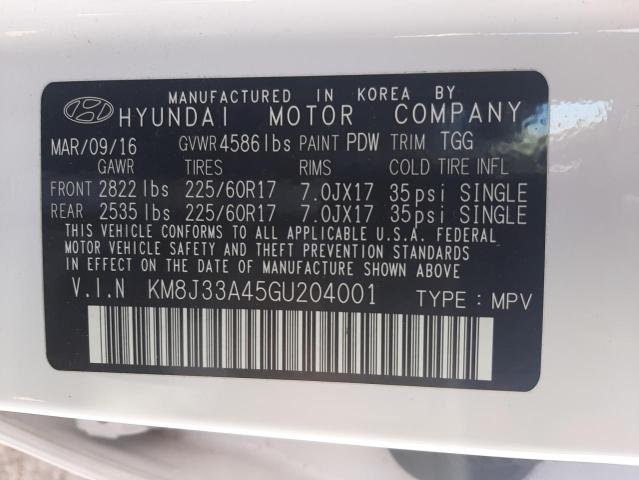 MANUFACTURED IN KOREA BY
HYUNDAI MOTOR COMPANY
MAR/09/16 GVWR 4586lbs PAINT PDW TRIM TGG
GAWR TIRES RIMS COLD TIRE INFL
FRONT 2822 lbs 225/60R17 7.0JX17 35psi SINGLE
REAR 2535 lbs 225/60R17 7.0JX17 35psi SINGLE
THIS VEHICLE CONFORMS TO ALL APPLICABLE U.S.A. FEDERAL
MOTOR VEHICLE SAFETY AND THEFT PREVENTION STANDARDS
IN EFFECT ON THE DATE OF MANUFACTURE SHOWN ABOVE.
V.I.N KM8J33A45GU204001 TYPE : MPV